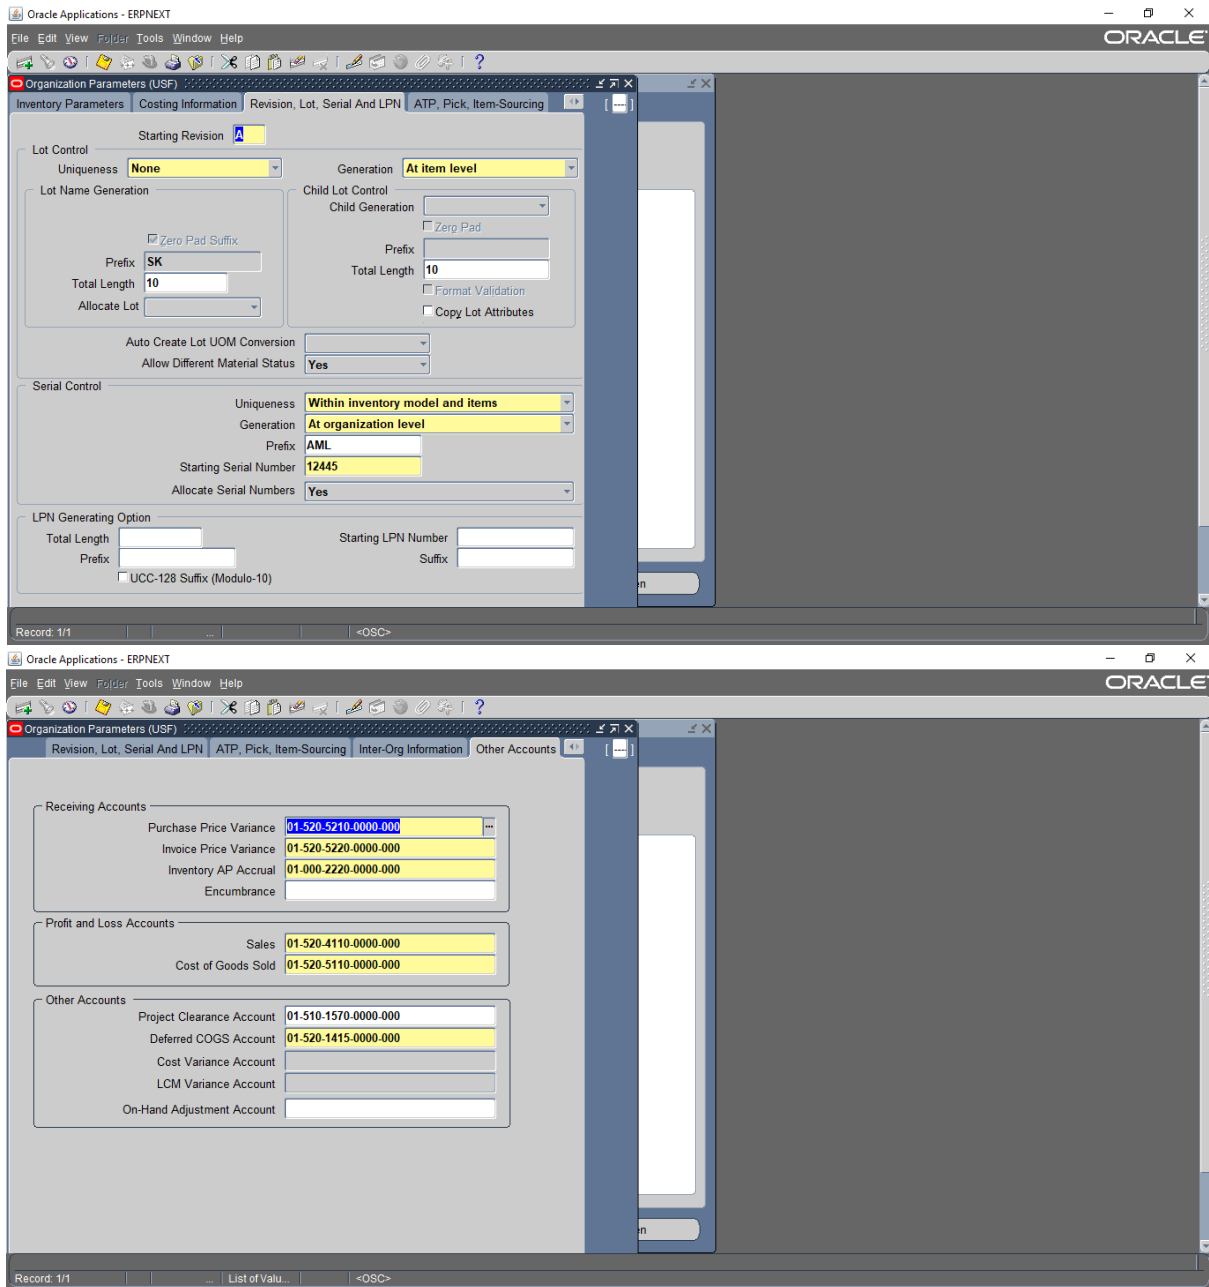 Oracle Applications - ERPNEXT
File Edit View Folder Tools Window Help
ORACLE
Organization Parameters (USF)
Inventory Parameters Costing Information Revision, Lot, Serial And LPN ATP, Pick, Item-Sourcing
Starting Revision A
Lot Control
Uniqueness None Generation At item level
Lot Name Generation Child Lot Control
Child Generation
Zero Pad
Zero Pad Suffix
Prefix
Prefix SK
Total Length 10
Total Length 10
Format Validation
Allocate Lot
Copy Lot Attributes
Auto Create Lot UOM Conversion
Allow Different Material Status Yes
Serial Control
Uniqueness Within inventory model and items
Generation At organization level
Prefix AML
Starting Serial Number 12445
Allocate Serial Numbers Yes
LPN Generating Option
Total Length Starting LPN Number
Prefix Suffix
UCC-128 Suffix (Modulo-10)
en
Record: 1/1 ... <OSC>
Oracle Applications - ERPNEXT
File Edit View Folder Tools Window Help
ORACLE
Organization Parameters (USF)
Revision, Lot, Serial And LPN ATP, Pick, Item-Sourcing Inter-Org Information Other Accounts
Receiving Accounts
Purchase Price Variance 01-520-5210-0000-000 ...
Invoice Price Variance 01-520-5220-0000-000
Inventory AP Accrual 01-000-2220-0000-000
Encumbrance
Profit and Loss Accounts
Sales 01-520-4110-0000-000
Cost of Goods Sold 01-520-5110-0000-000
Other Accounts
Project Clearance Account 01-510-1570-0000-000
Deferred COGS Account 01-520-1415-0000-000
Cost Variance Account
LCM Variance Account
On-Hand Adjustment Account
en
Record: 1/1 ... List of Valu... <OSC>